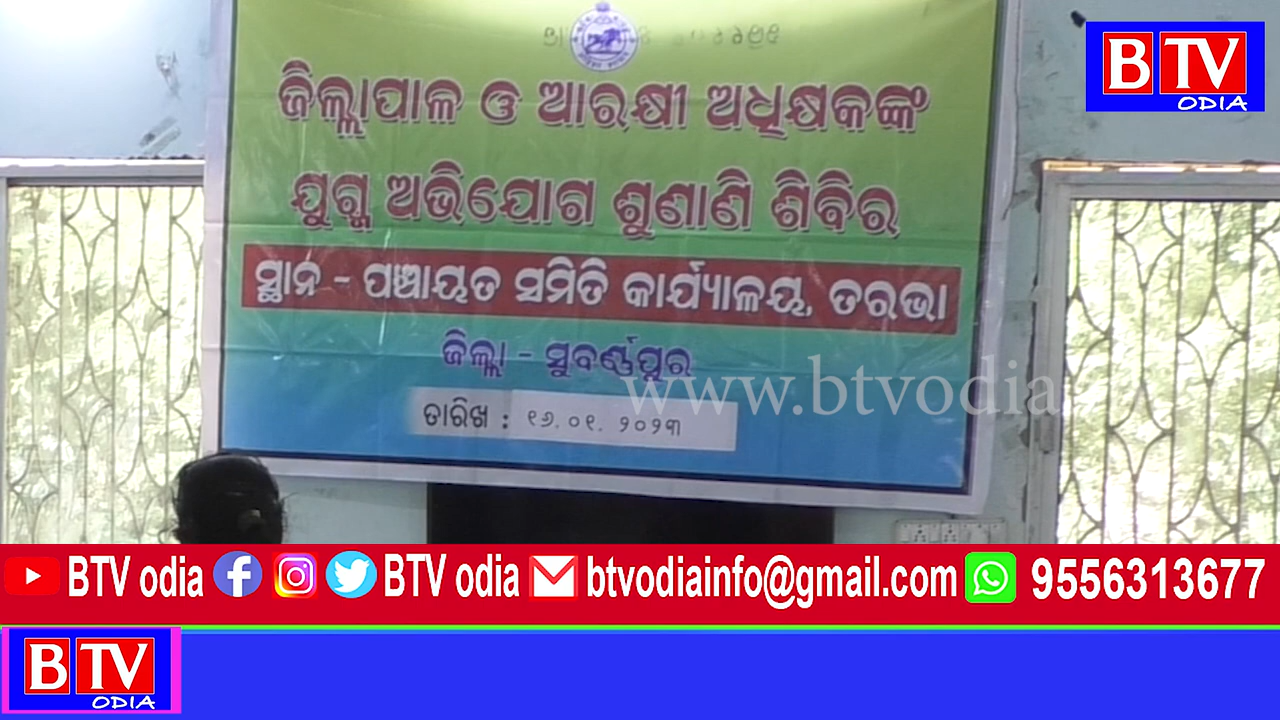 BTV
ODIA
ଜିଲ୍ଲାପାଳ ଓ ଆରକ୍ଷୀ ଅଧିକ୍ଷକଙ୍କ
ଯୁଗ୍ମ ଅଭିଯୋଗ ଶୁଣାଣି ଶିବିର
ସ୍ଥାନ - ପଞ୍ଚାୟତ ସମିତି କାର୍ଯ୍ୟାଳୟ, ତରଭା
ଜିଲ୍ଲା - ସୁବର୍ଣ୍ଣପୁର
www.btvodia
ତାରିଖ : ୧୬. ୦୧. ୨୦୨୩
BTV odia BTV odia btvodiainfo@gmail.com 9556313677
BTV
ODIA